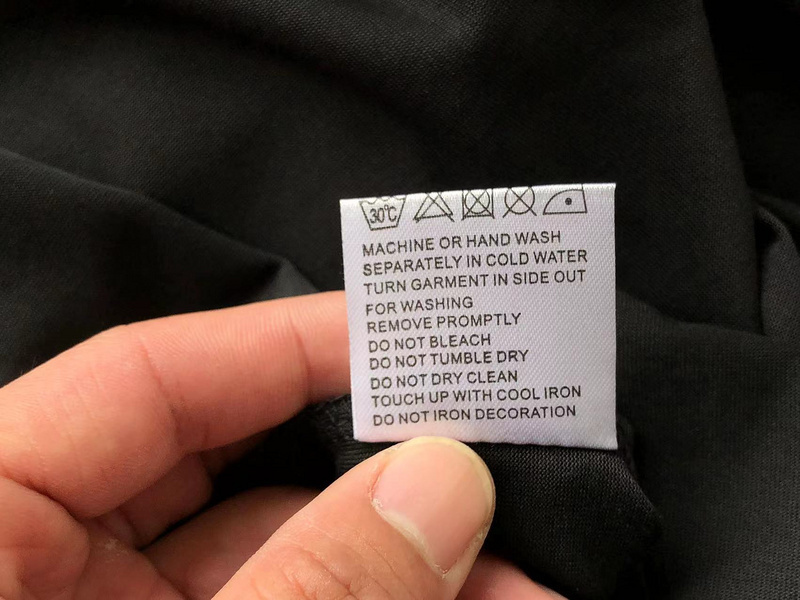 30°C
MACHINE OR HAND WASH
SEPARATELY IN COLD WATER
TURN GARMENT IN SIDE OUT
FOR WASHING
REMOVE PROMPTLY
DO NOT BLEACH
DO NOT TUMBLE DRY
DO NOT DRY CLEAN
TOUCH UP WITH COOL IRON
DO NOT IRON DECORATION